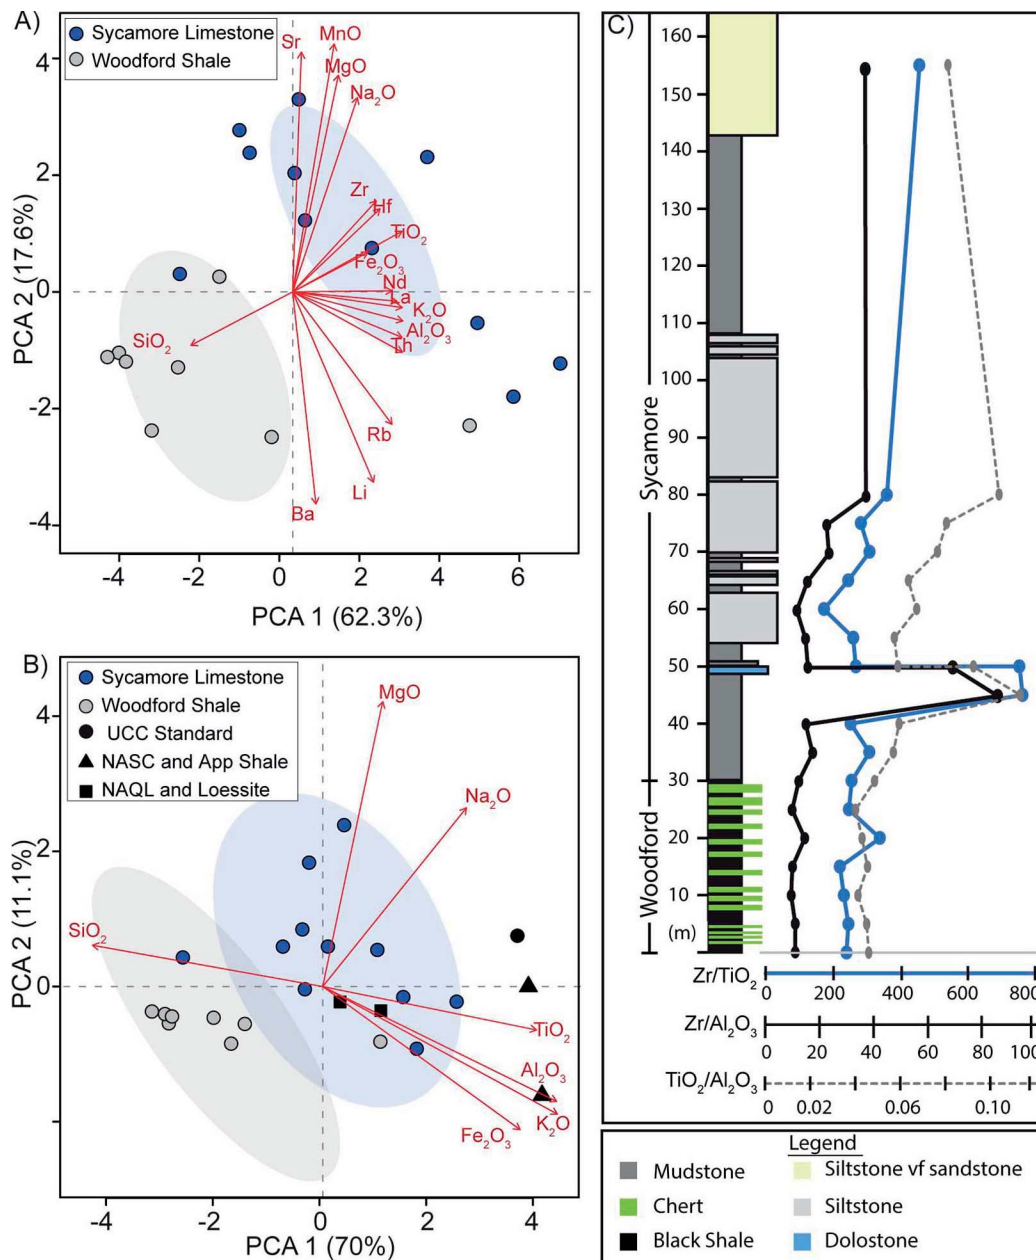 A)
Sycamore Limestone
Woodford Shale
Sr
MnO
MgO
Na₂O
Zr
Hf
TiO₂
Fe₂O₃
Nd
La
K₂O
Al₂O₃
Th
SiO₂
Rb
Li
Ba
4
2
0
-2
-4
PCA 2 (17.6%)
-4
-2
0
2
4
6
PCA 1 (62.3%)
B)
Sycamore Limestone
Woodford Shale
UCC Standard
NASC and App Shale
NAQL and Loessite
MgO
Na₂O
SiO₂
TiO₂
Al₂O₃
K₂O
Fe₂O₃
4
2
0
PCA 2 (11.1%)
-4
-2
0
2
4
PCA 1 (70%)
C)
160
150
140
130
120
110
100
90
80
70
60
50
40
30
20
10
(m)
Sycamore
Woodford
Zr/TiO₂
0 200 400 600 800
Zr/Al₂O₃
0 20 40 60 80 100
TiO₂/Al₂O₃
0 0.02 0.06 0.10
Legend
Mudstone
Siltstone vf sandstone
Chert
Siltstone
Black Shale
Dolostone